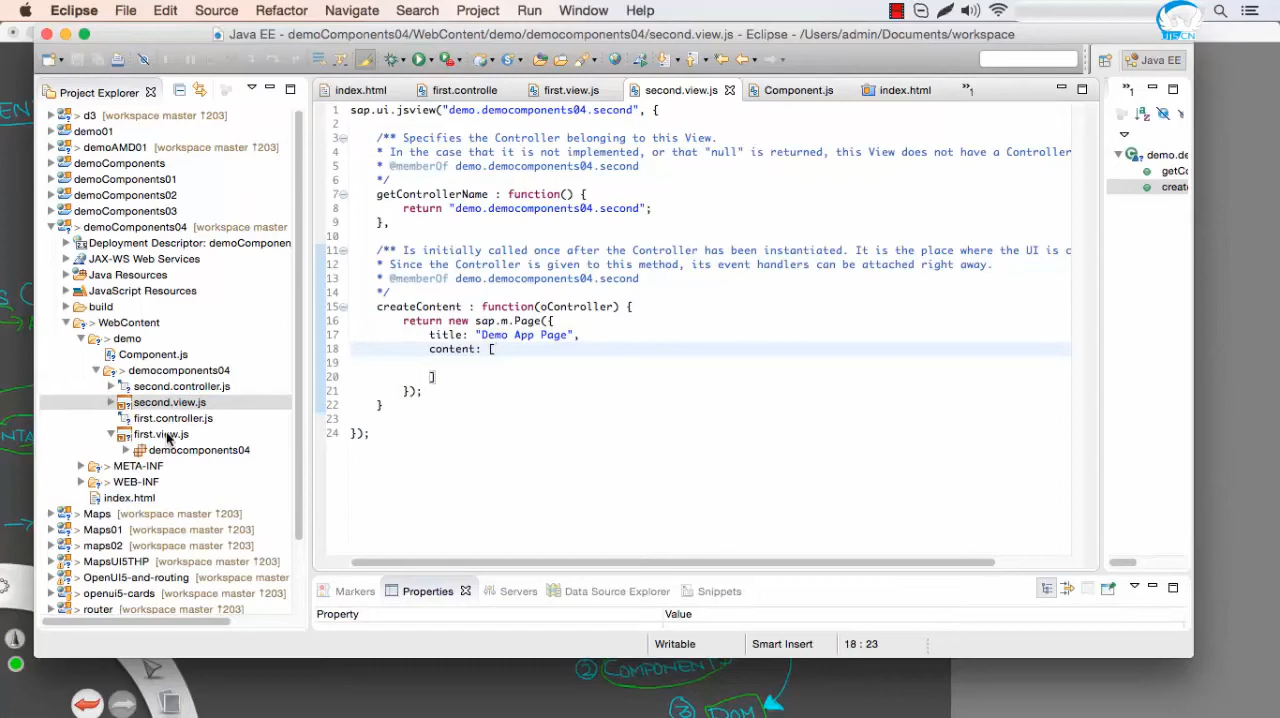 Eclipse File Edit Source Refactor Navigate Search Project Run Window Help
UI5CN
Java EE - demoComponents04/WebContent/demo/democomponents04/second.view.js - Eclipse - /Users/admin/Documents/workspace
Java EE
Project Explorer
index.html first.controlle first.view.js second.view.js Component.js index.html
> d3 [workspace master ↑203]
demo01
> demoAMD01 [workspace master ↑203]
demoComponents
demoComponents01
demoComponents02
demoComponents03
> demoComponents04 [workspace master
Deployment Descriptor: demoComponen
JAX-WS Web Services
Java Resources
JavaScript Resources
> build
> WebContent
> demo
Component.js
> democomponents04
second.controller.js
second.view.js
first.controller.js
first.view.js
democomponents04
> META-INF
> WEB-INF
index.html
> Maps [workspace master ↑203]
> Maps01 [workspace master ↑203]
> maps02 [workspace master ↑203]
> MapsUI5THP [workspace master ↑203]
> OpenUI5-and-routing [workspace master
> openui5-cards [workspace master ↑203]
> router [workspace master ↑203]
1 sap.ui.jsview("demo.democomponents04.second", {
2
3 /** Specifies the Controller belonging to this View.
4 * In the case that it is not implemented, or that "null" is returned, this View does not have a Controller
5 * @memberOf demo.democomponents04.second
6 */
7 getControllerName : function() {
8 return "demo.democomponents04.second";
9 },
10
11 /** Is initially called once after the Controller has been instantiated. It is the place where the UI is c
12 * Since the Controller is given to this method, its event handlers can be attached right away.
13 * @memberOf demo.democomponents04.second
14 */
15 createContent : function(oController) {
16 return new sap.m.Page({
17 title: "Demo App Page",
18 content: [
19
20 ]
21 });
22 }
23
24 });
demo.de
getCo
create
Markers Properties Servers Data Source Explorer Snippets
Property Value
Writable Smart Insert 18 : 23
② COMPONENT
③ DOM